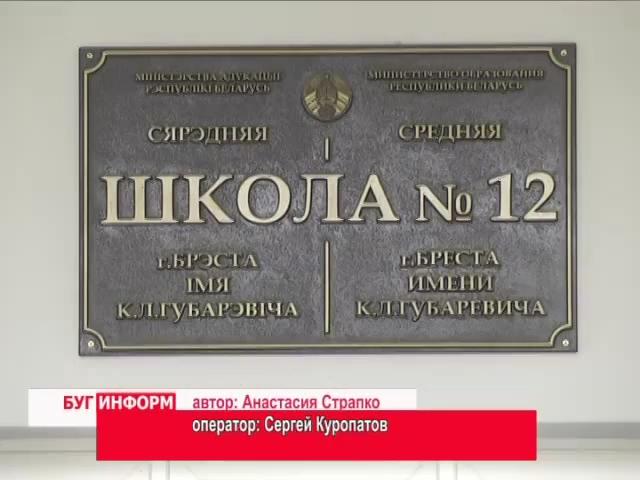 МІНІСТЭРСТВА АДУКАЦЫІ
РЭСПУБЛІКІ БЕЛАРУСЬ
МИНИСТЕРСТВО ОБРАЗОВАНИЯ
РЕСПУБЛИКИ БЕЛАРУСЬ
СЯРЭДНЯЯ
СРЕДНЯЯ
ШКОЛА № 12
г.БРЭСТА
ІМЯ
К.Л.ГУБАРЭВІЧА
г.БРЕСТА
ИМЕНИ
К.Л.ГУБАРЕВИЧА
БУГ ИНФОРМ
автор: Анастасия Страпко
оператор: Сергей Куропатов